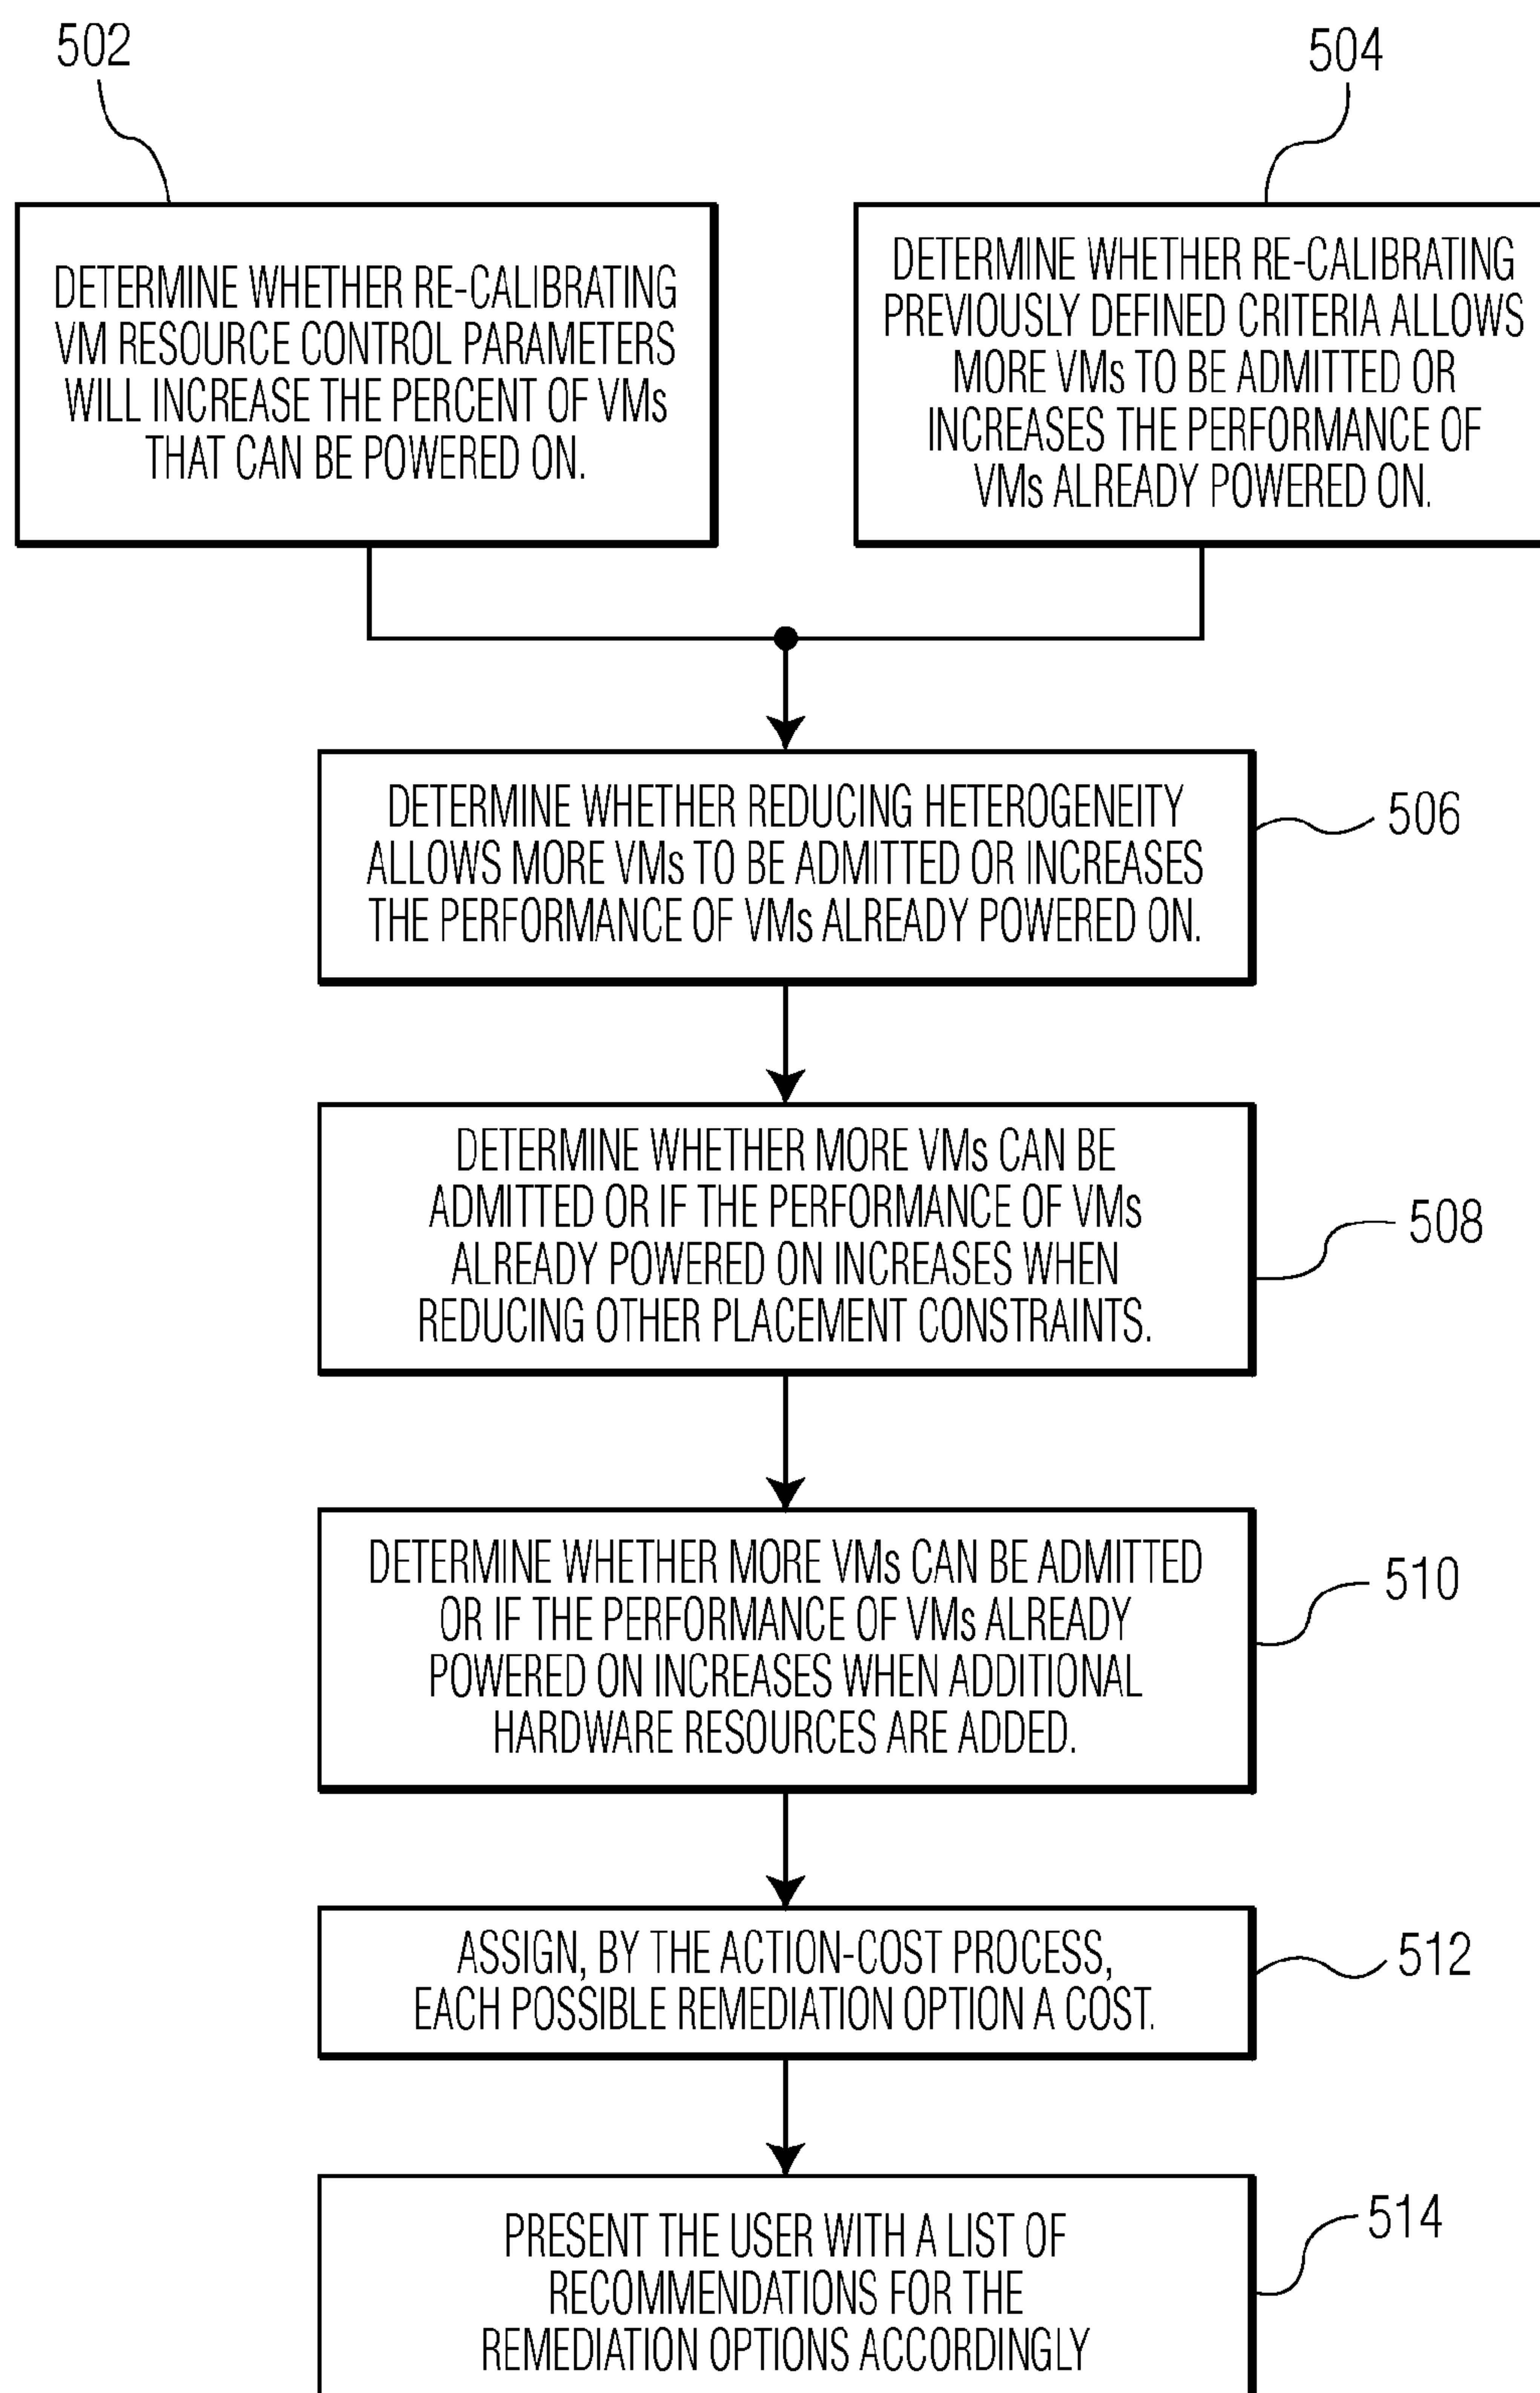 502
504
DETERMINE WHETHER RE-CALIBRATING
VM RESOURCE CONTROL PARAMETERS
WILL INCREASE THE PERCENT OF VMs
THAT CAN BE POWERED ON.
DETERMINE WHETHER RE-CALIBRATING
PREVIOUSLY DEFINED CRITERIA ALLOWS
MORE VMs TO BE ADMITTED OR
INCREASES THE PERFORMANCE OF
VMs ALREADY POWERED ON.
DETERMINE WHETHER REDUCING HETEROGENEITY
ALLOWS MORE VMs TO BE ADMITTED OR INCREASES
THE PERFORMANCE OF VMs ALREADY POWERED ON.
506
DETERMINE WHETHER MORE VMs CAN BE
ADMITTED OR IF THE PERFORMANCE OF VMs
ALREADY POWERED ON INCREASES WHEN
REDUCING OTHER PLACEMENT CONSTRAINTS.
508
DETERMINE WHETHER MORE VMs CAN BE ADMITTED
OR IF THE PERFORMANCE OF VMs ALREADY
POWERED ON INCREASES WHEN ADDITIONAL
HARDWARE RESOURCES ARE ADDED.
510
ASSIGN, BY THE ACTION-COST PROCESS,
EACH POSSIBLE REMEDIATION OPTION A COST.
512
PRESENT THE USER WITH A LIST OF
RECOMMENDATIONS FOR THE
REMEDIATION OPTIONS ACCORDINGLY
514